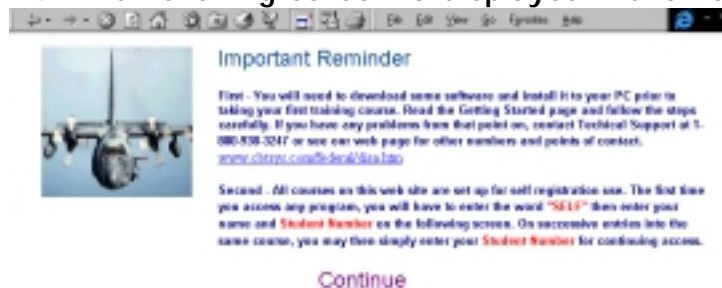 Edit View Go Favorites Help
Important Reminder
First - You will need to download some software and install it to your PC prior to
taking your first training course. Read the Getting Started page and follow the steps
carefully. If you have any problems from that point on, contact Techical Support at 1-
800-938-3247 or see our web page for other numbers and points of contact.
Second - All courses on this web site are set up for self registration use. The first time
you access any program, you will have to enter the word "SELF" then enter your
name and Student Number on the following screen. On successive entries into the
same course, you may then simply enter your Student Number for continuing access.
Continue